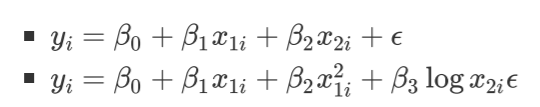 ▪ yᵢ = β₀ + β₁x₁ᵢ + β₂x₂ᵢ + ϵ
▪ yᵢ = β₀ + β₁x₁ᵢ + β₂x₁ᵢ² + β₃ log x₂ᵢϵ